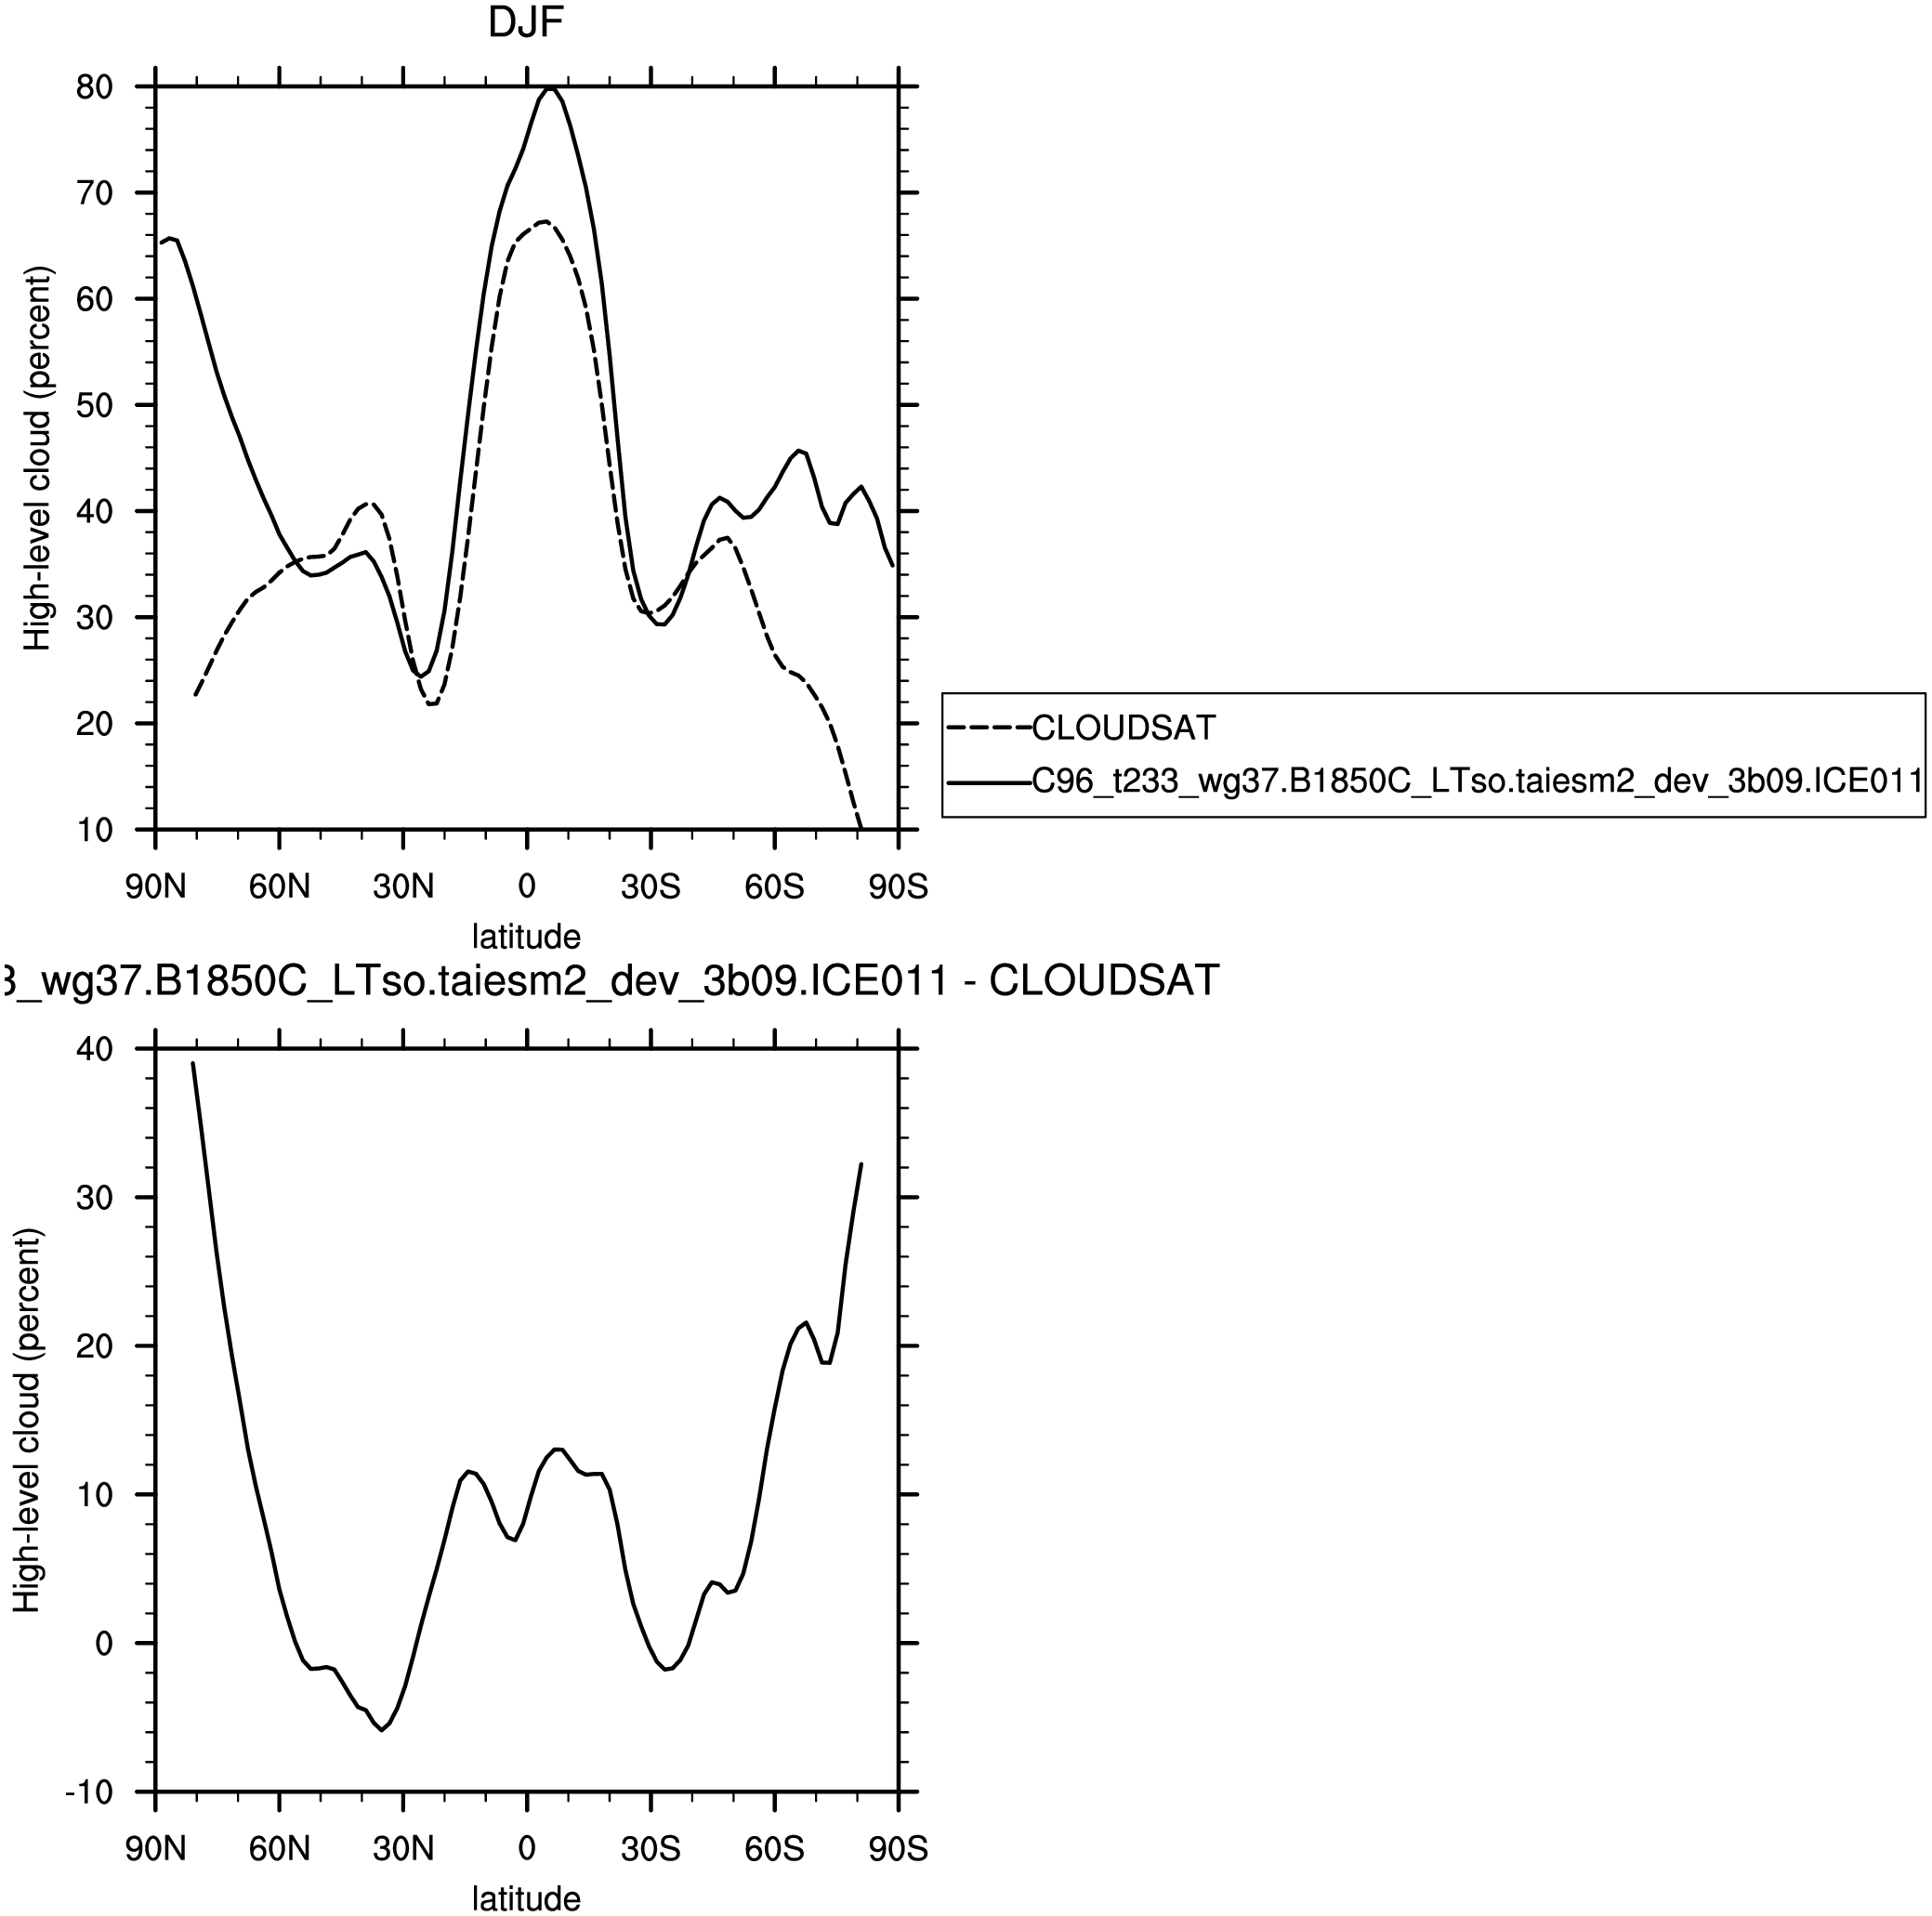 DJF
80
70
60
50
40
30
20
10
High-level cloud (percent)
90N 60N 30N 0 30S 60S 90S
latitude
CLOUDSAT
C96_t233_wg37.B1850C_LTso.taiesm2_dev_3b09.ICE011
3_wg37.B1850C_LTso.taiesm2_dev_3b09.ICE011 - CLOUDSAT
40
30
20
10
0
-10
High-level cloud (percent)
90N 60N 30N 0 30S 60S 90S
latitude